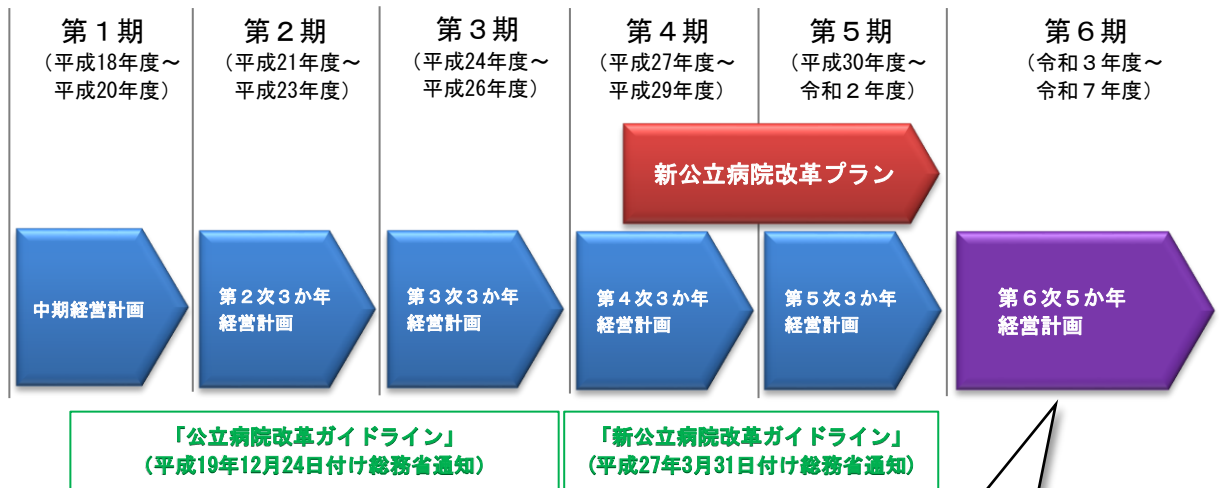 第１期
（平成18年度～
平成20年度）
第２期
（平成21年度～
平成23年度）
第３期
（平成24年度～
平成26年度）
第４期
（平成27年度～
平成29年度）
第５期
（平成30年度～
令和２年度）
第６期
（令和３年度～
令和７年度）
新公立病院改革プラン
中期経営計画
第２次３か年
経営計画
第３次３か年
経営計画
第４次３か年
経営計画
第５次３か年
経営計画
第６次５か年
経営計画
「公立病院改革ガイドライン」
（平成19年12月24日付け総務省通知）
「新公立病院改革ガイドライン」
（平成27年3月31日付け総務省通知）